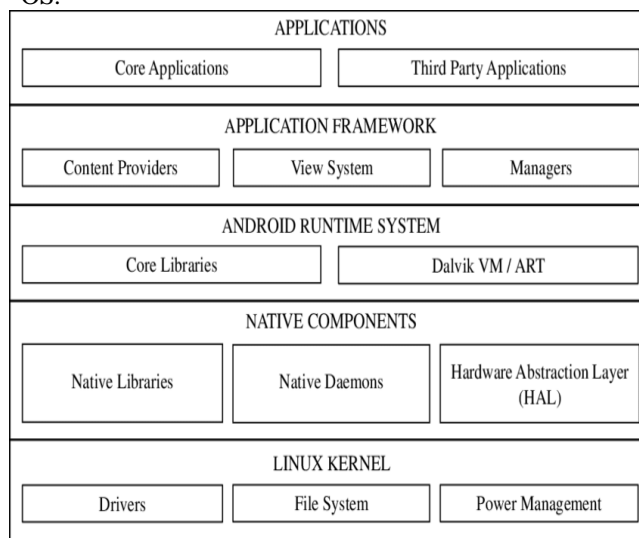 OS.
APPLICATIONS
Core Applications
Third Party Applications
APPLICATION FRAMEWORK
Content Providers
View System
Managers
ANDROID RUNTIME SYSTEM
Core Libraries
Dalvik VM / ART
NATIVE COMPONENTS
Native Libraries
Native Daemons
Hardware Abstraction Layer
(HAL)
LINUX KERNEL
Drivers
File System
Power Management